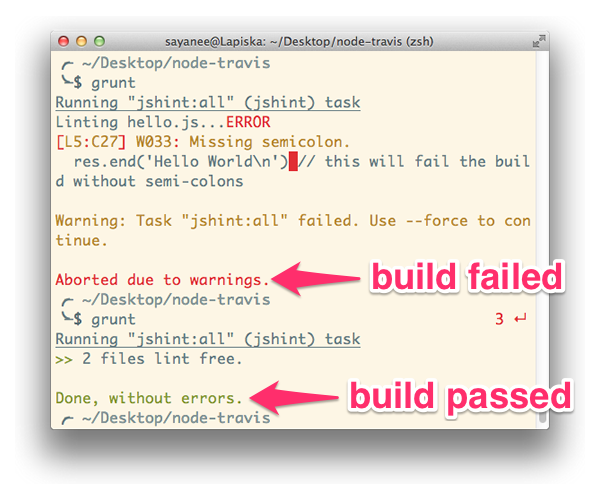 sayanee@Lapiska: ~/Desktop/node-travis (zsh)
~/Desktop/node-travis
$ grunt
Running "jshint:all" (jshint) task
Linting hello.js...ERROR
[L5:C27] W033: Missing semicolon.
res.end('Hello World\n') // this will fail the buil
d without semi-colons
Warning: Task "jshint:all" failed. Use --force to con
tinue.
Aborted due to warnings. build failed
~/Desktop/node-travis
$ grunt 3 ↵
Running "jshint:all" (jshint) task
>> 2 files lint free.
Done, without errors. build passed
~/Desktop/node-travis